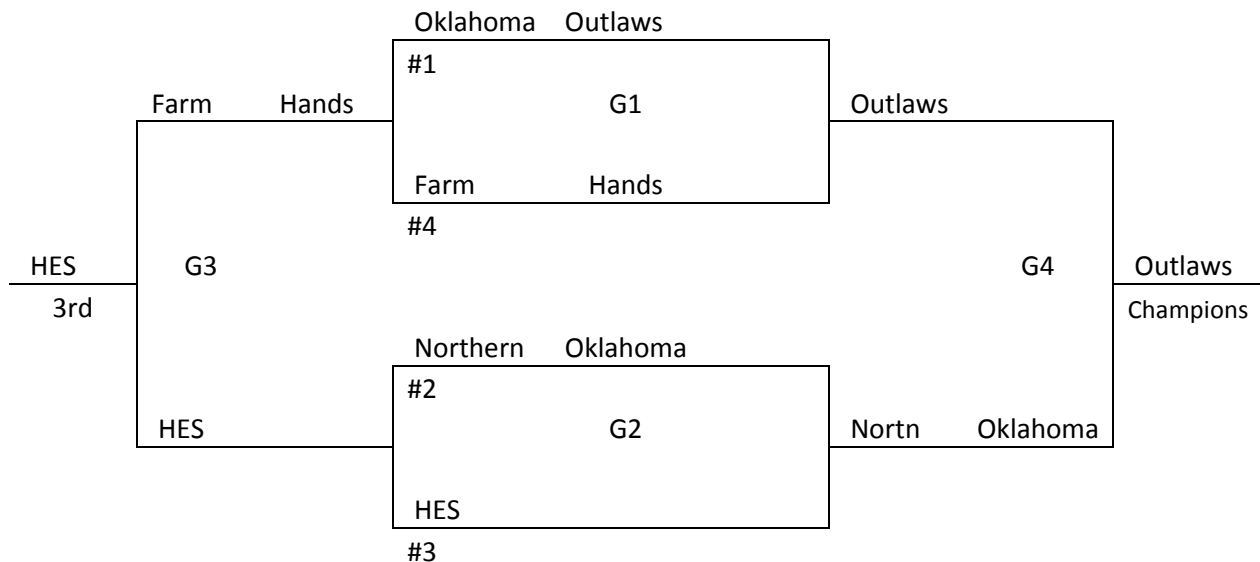 Oklahoma Outlaws
#1
Farm Hands G1 Outlaws
Farm Hands
#4
HES G3 G4 Outlaws
3rd Champions
Northern Oklahoma
#2
HES G2 Nortn Oklahoma
HES
#3